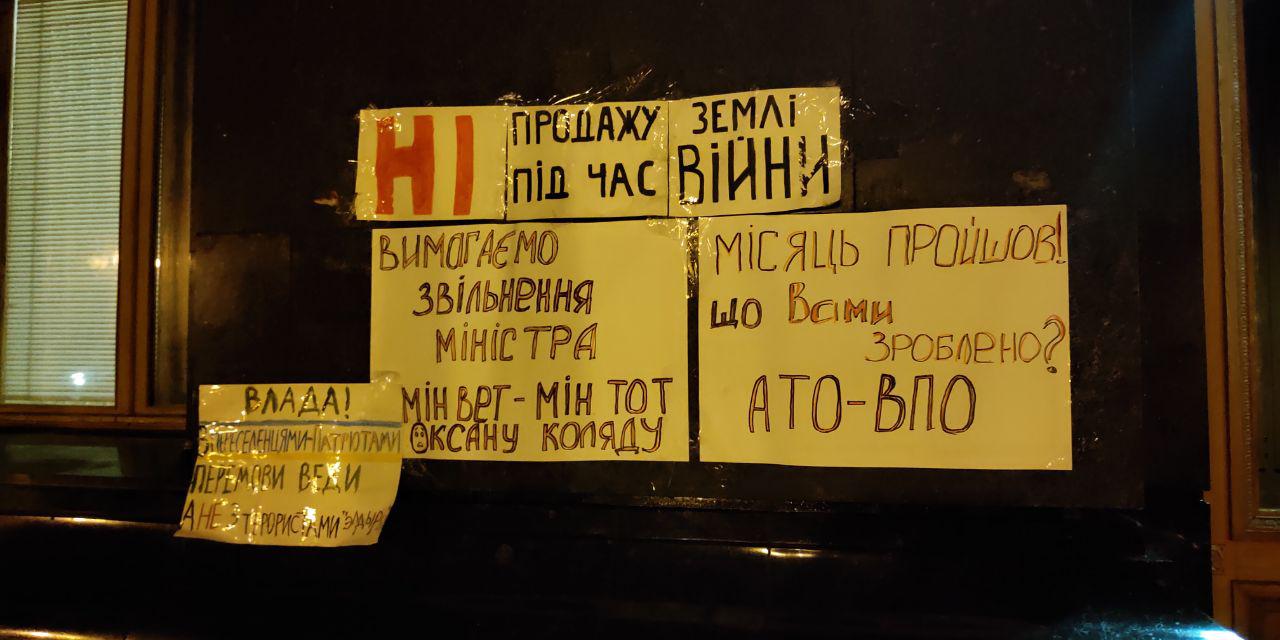 НІ
ПРОДАЖУ ЗЕМЛІ
ПІД ЧАС ВІЙНИ
ВИМАГАЄМО
ЗВІЛЬНЕННЯ
МІНІСТРА
МІН ВРТ - МІН ТОТ
ОКСАНУ КОЛЯДУ
МІСЯЦЬ ПРОЙШОВ!
ЩО Вами
ЗРОБЛЕНО?
АТО-ВПО
ВЛАДА!
З ПЕРЕСЕЛЕНЦЯМИ-ПАТРІОТАМИ
ПЕРЕМОВИ ВЕДИ
А НЕ З ТЕРОРИСТАМИ